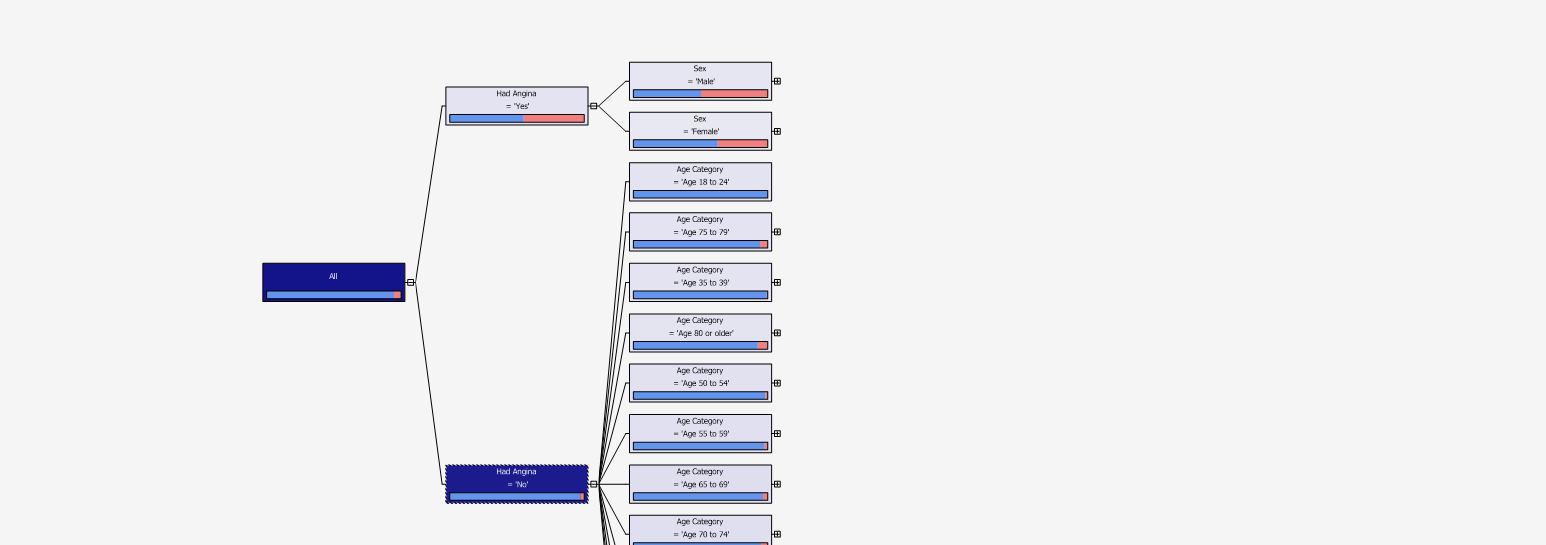 Sex
= 'Male'
Had Angina
= 'Yes'
Sex
= 'Female'
Age Category
= 'Age 18 to 24'
Age Category
= 'Age 75 to 79'
All
Age Category
= 'Age 35 to 39'
Age Category
= 'Age 80 or older'
Age Category
= 'Age 50 to 54'
Age Category
= 'Age 55 to 59'
Had Angina
= 'No'
Age Category
= 'Age 65 to 69'
Age Category
= 'Age 70 to 74'